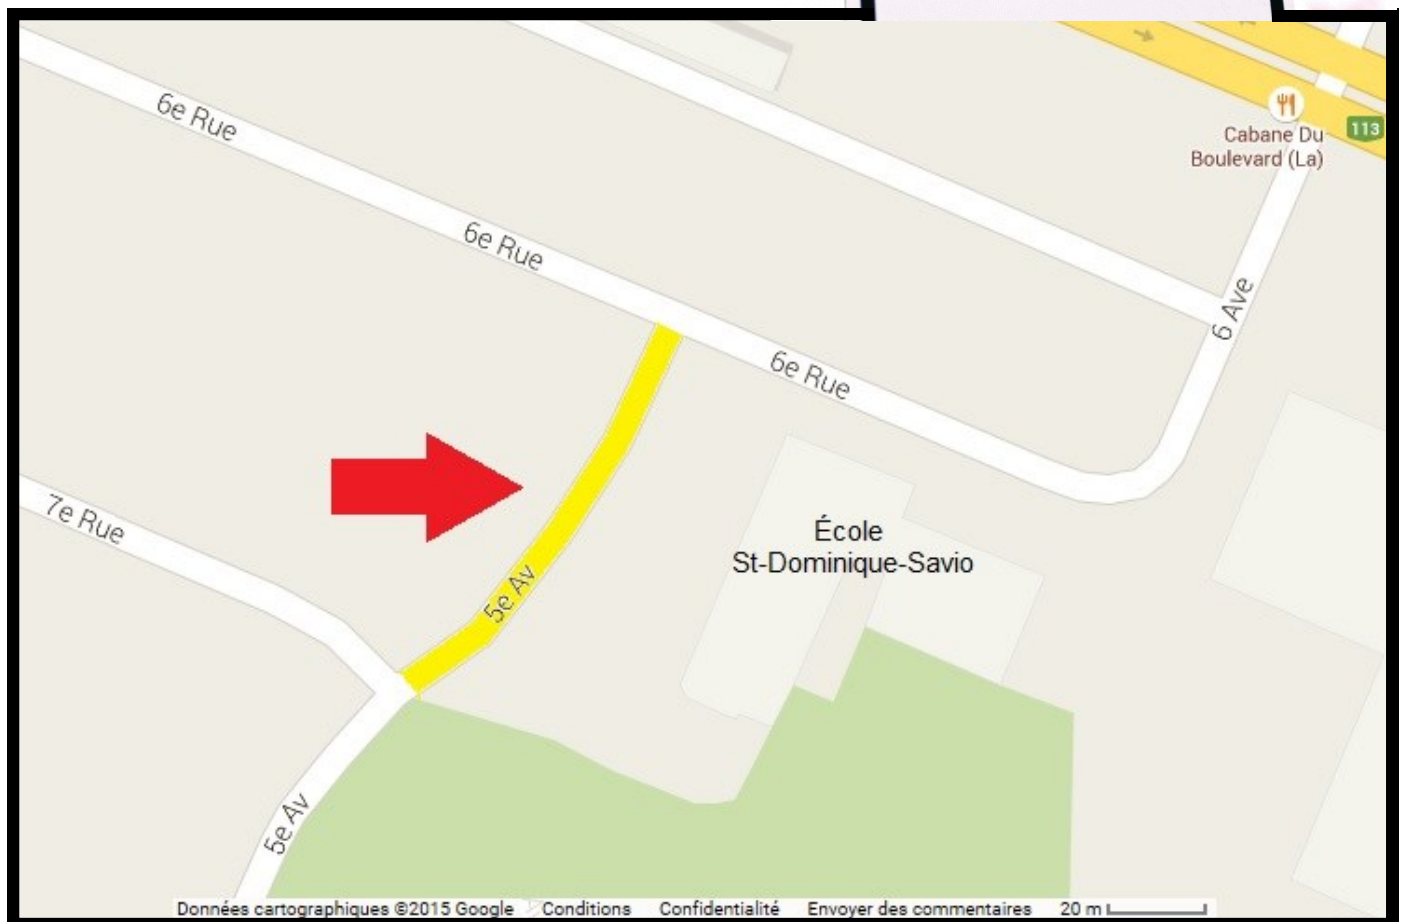 6e Rue
Cabane Du
Boulevard (La)
113
6e Rue
6 Ave
6e Rue
7e Rue
École
St-Dominique-Savio
5e Av
5e Av
Données cartographiques ©2015 Google Conditions Confidentialité Envoyer des commentaires 20 m